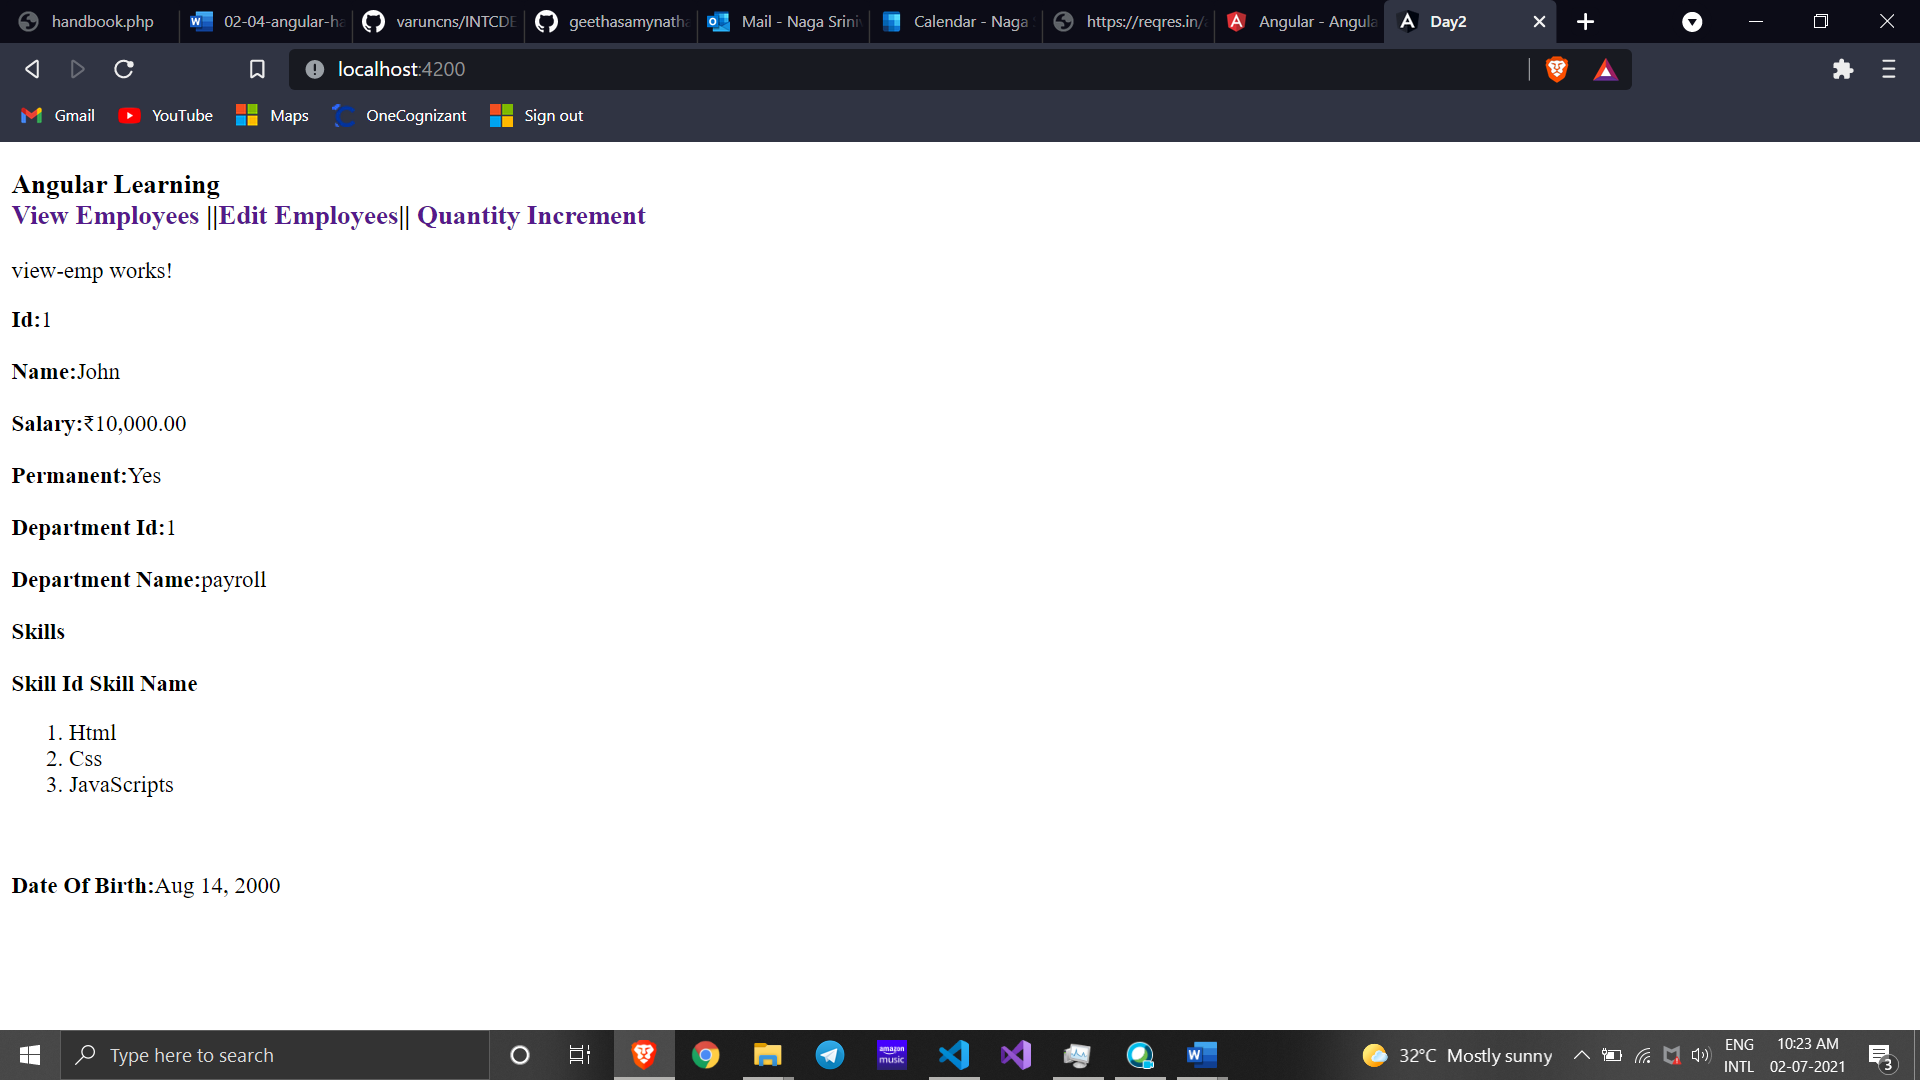 handbook.php
02-04-angular-ha
varuncns/INTCDE
geethasamynatha
Mail - Naga Sriniv
Calendar - Naga S
https://reqres.in/a
Angular - Angula
Day2
localhost:4200
Gmail
YouTube
Maps
OneCognizant
Sign out
Angular Learning
View Employees ||Edit Employees|| Quantity Increment
view-emp works!
Id:1
Name:John
Salary:₹10,000.00
Permanent:Yes
Department Id:1
Department Name:payroll
Skills
Skill Id Skill Name
1. Html
2. Css
3. JavaScripts
Date Of Birth:Aug 14, 2000
Type here to search
amazon
music
32°C Mostly sunny
ENG
INTL
10:23 AM
02-07-2021
3